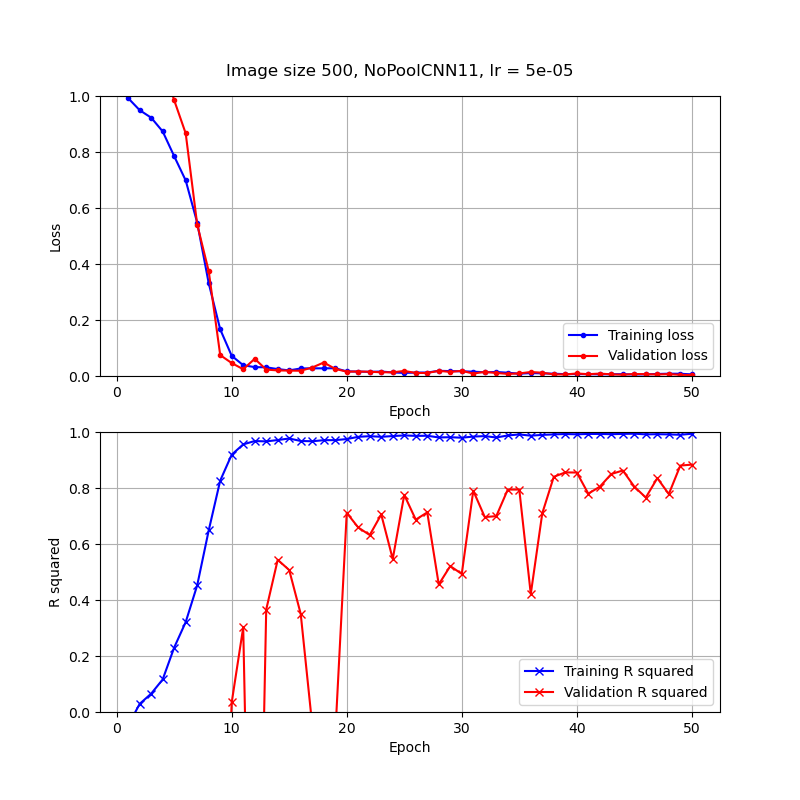 Image size 500, NoPoolCNN11, lr = 5e-05
1.0
0.8
0.6
0.4
0.2
0.0
Loss
0 10 20 30 40 50
Epoch
Training loss
Validation loss
1.0
0.8
0.6
0.4
0.2
0.0
R squared
0 10 20 30 40 50
Epoch
Training R squared
Validation R squared